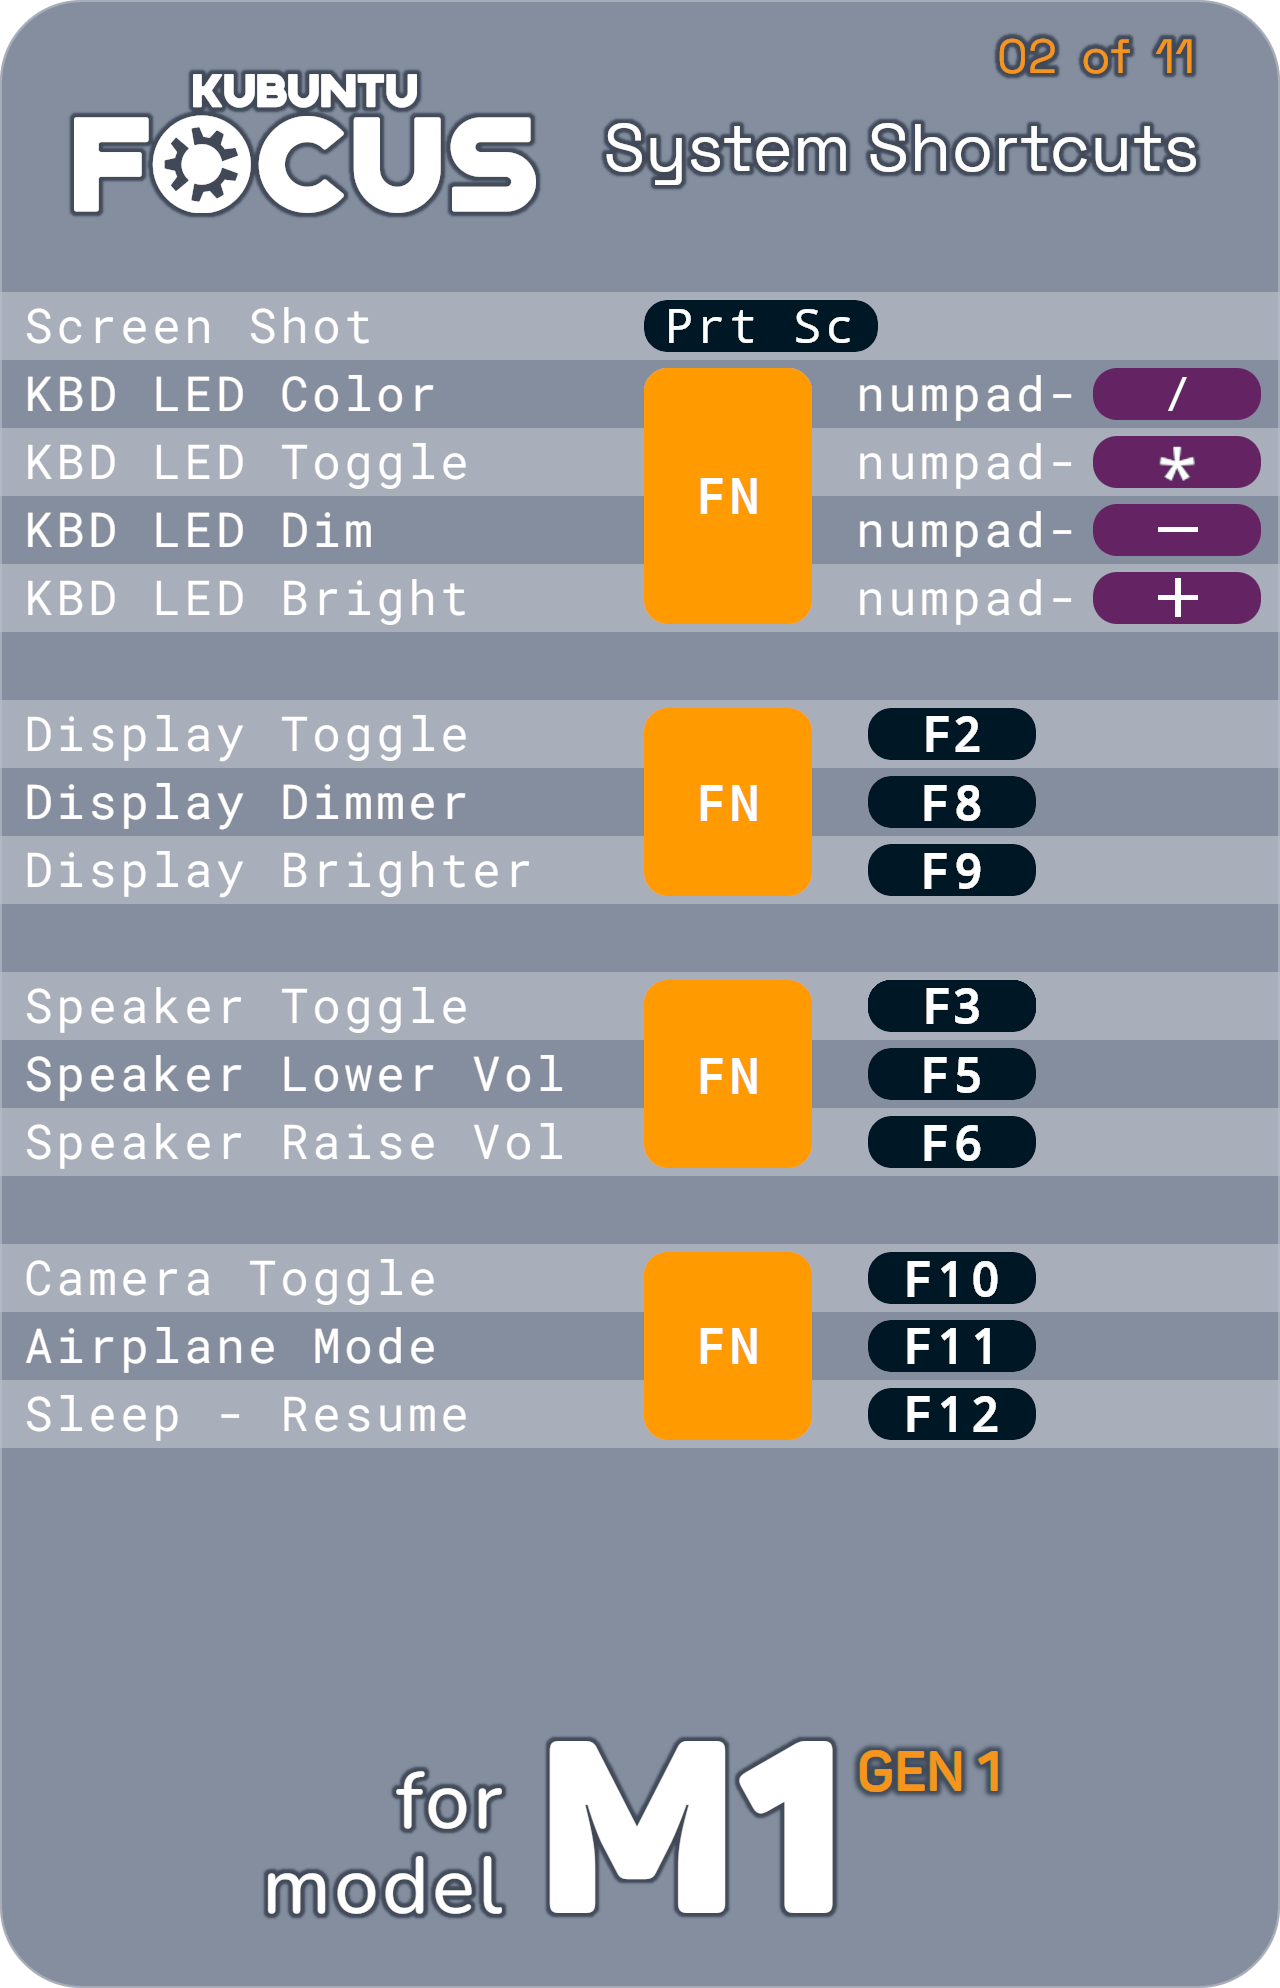 02 of 11
KUBUNTU
FOCUS
System Shortcuts
Screen Shot Prt Sc
KBD LED Color numpad- /
KBD LED Toggle numpad- *
KBD LED Dim FN numpad- −
KBD LED Bright numpad- +
Display Toggle F2
Display Dimmer FN F8
Display Brighter F9
Speaker Toggle F3
Speaker Lower Vol FN F5
Speaker Raise Vol F6
Camera Toggle F10
Airplane Mode FN F11
Sleep - Resume F12
for
model
M1 GEN 1